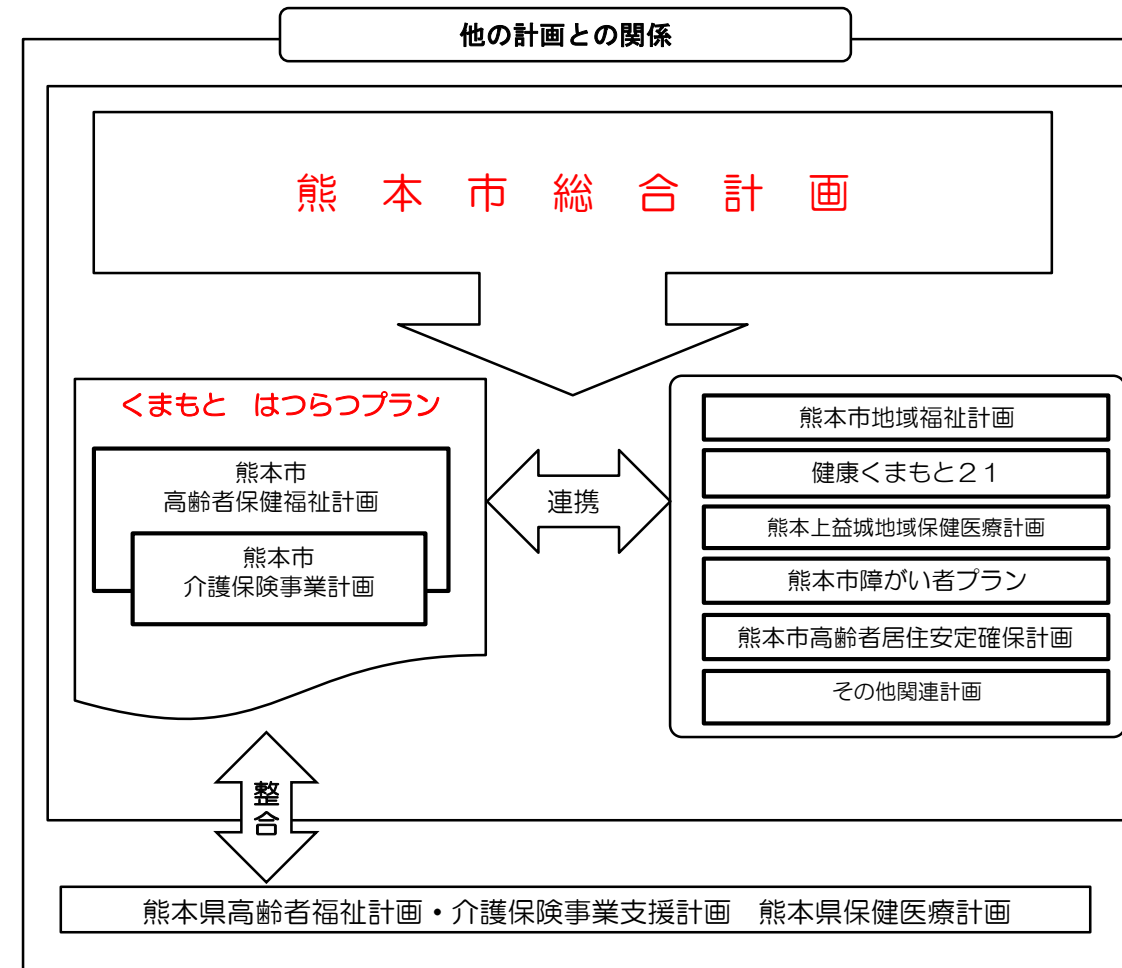 他の計画との関係
熊 本 市 総 合 計 画
くまもと はつらつプラン
熊本市
高齢者保健福祉計画
熊本市
介護保険事業計画
連携
熊本市地域福祉計画
健康くまもと２１
熊本上益城地域保健医療計画
熊本市障がい者プラン
熊本市高齢者居住安定確保計画
その他関連計画
整
合
熊本県高齢者福祉計画・介護保険事業支援計画　熊本県保健医療計画